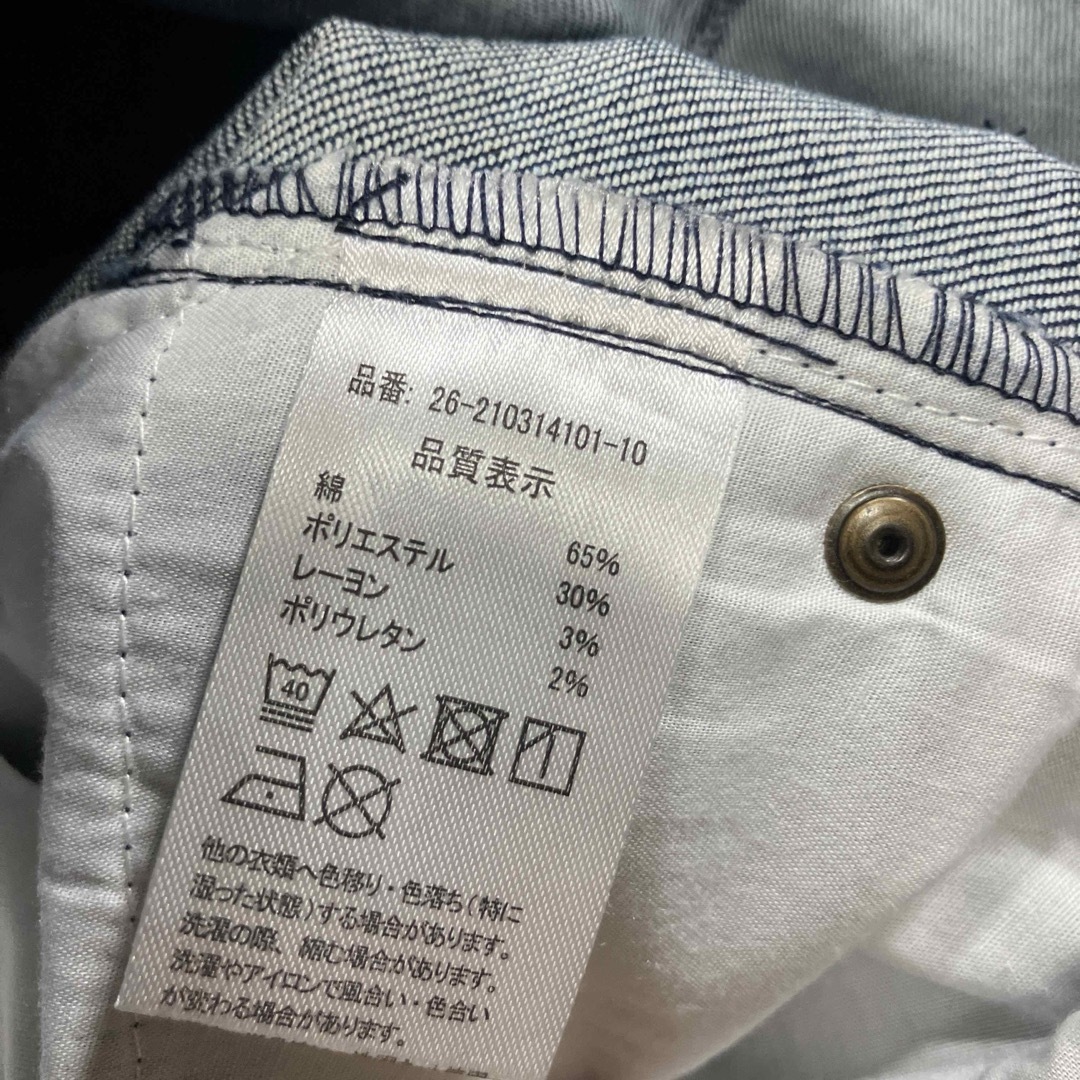 品番: 26-210314101-10
品質表示
綿 65%
ポリエステル 30%
レーヨン 3%
ポリウレタン 2%
40
他の衣類へ色移り・色落ち(特に
湿った状態)する場合があります。
洗濯の際、縮む場合があります。
洗濯やアイロンで風合い・色合い
が変わる場合があります。